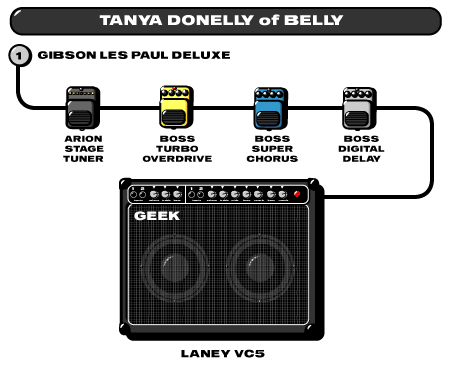 TANYA DONELLY of BELLY
1 GIBSON LES PAUL DELUXE
ARION
STAGE
TUNER
BOSS
TURBO
OVERDRIVE
BOSS
SUPER
CHORUS
BOSS
DIGITAL
DELAY
GEEK
LANEY VC5